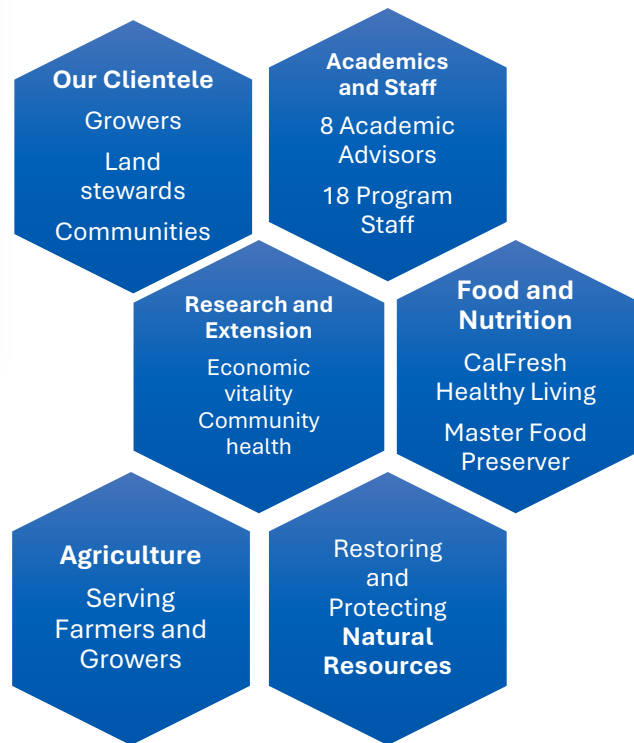 Our Clientele
Growers
Land
stewards
Communities
Academics
and Staff
8 Academic
Advisors
18 Program
Staff
Research and
Extension
Economic
vitality
Community
health
Food and
Nutrition
CalFresh
Healthy Living
Master Food
Preserver
Agriculture
Serving
Farmers and
Growers
Restoring
and
Protecting
Natural
Resources